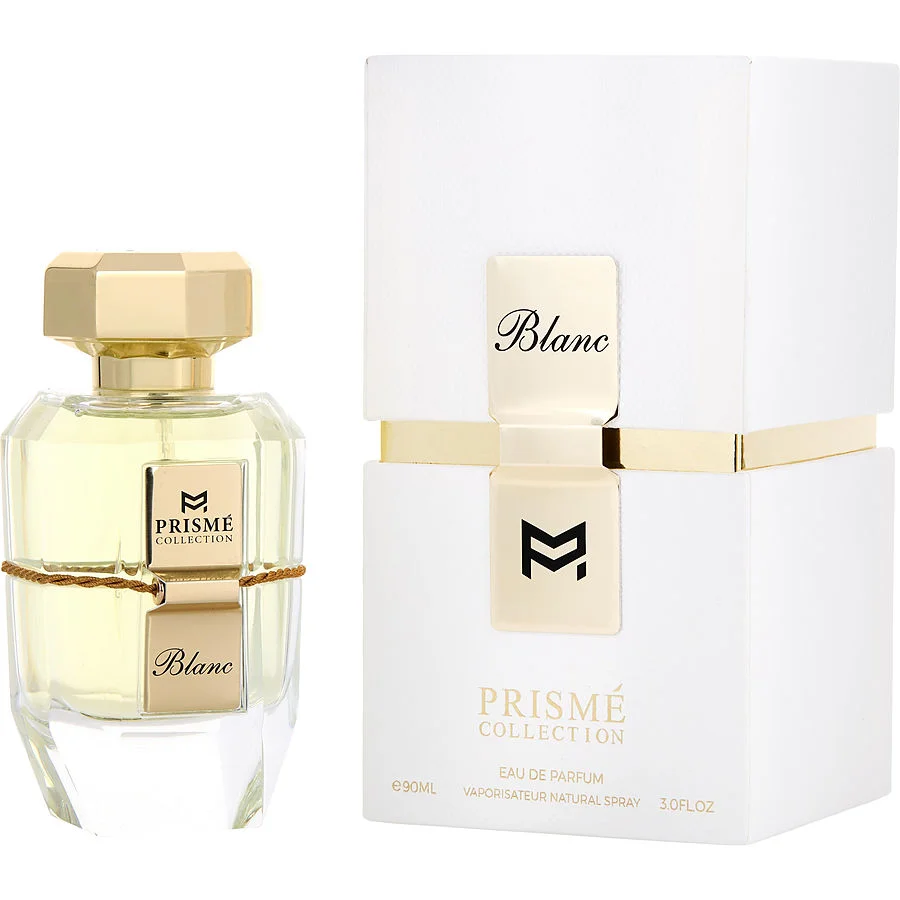 PRISMÉ
COLLECTION
Blanc
Blanc
PRISMÉ
COLLECTION
EAU DE PARFUM
℮90ML
VAPORISATEUR NATURAL SPRAY
3.0FLOZ